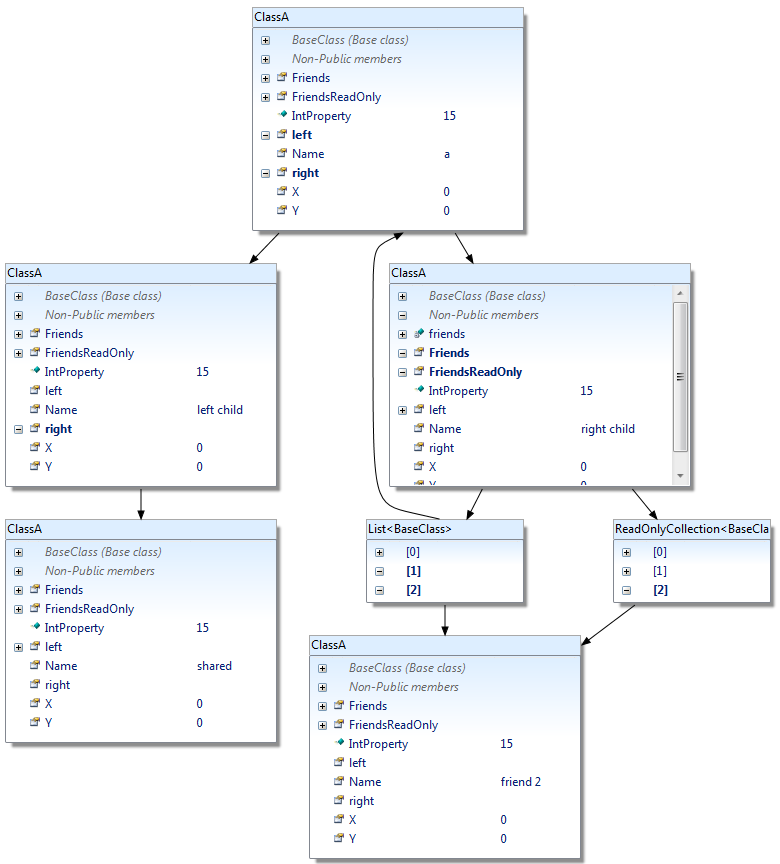 ClassA
BaseClass (Base class)
Non-Public members
Friends
FriendsReadOnly
IntProperty 15
left
Name a
right
X 0
Y 0
ClassA
BaseClass (Base class)
Non-Public members
Friends
FriendsReadOnly
IntProperty 15
left
Name left child
right
X 0
Y 0
ClassA
BaseClass (Base class)
Non-Public members
friends
Friends
FriendsReadOnly
IntProperty 15
left
Name right child
right
X 0
Y 0
ClassA
BaseClass (Base class)
Non-Public members
Friends
FriendsReadOnly
IntProperty 15
left
Name shared
right
X 0
Y 0
List<BaseClass>
[0]
[1]
[2]
ReadOnlyCollection<BaseCla
[0]
[1]
[2]
ClassA
BaseClass (Base class)
Non-Public members
Friends
FriendsReadOnly
IntProperty 15
left
Name friend 2
right
X 0
Y 0